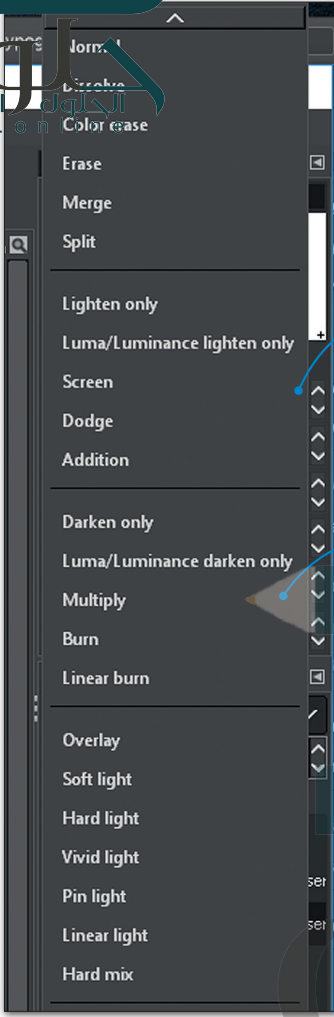 Normal
Dissolve
الحلول
online
Color erase
Erase
Merge
Split
Lighten only
Luma/Luminance lighten only
Screen
Dodge
Addition
Darken only
Luma/Luminance darken only
Multiply
Burn
Linear burn
Overlay
Soft light
Hard light
Vivid light
Pin light
Linear light
Hard mix